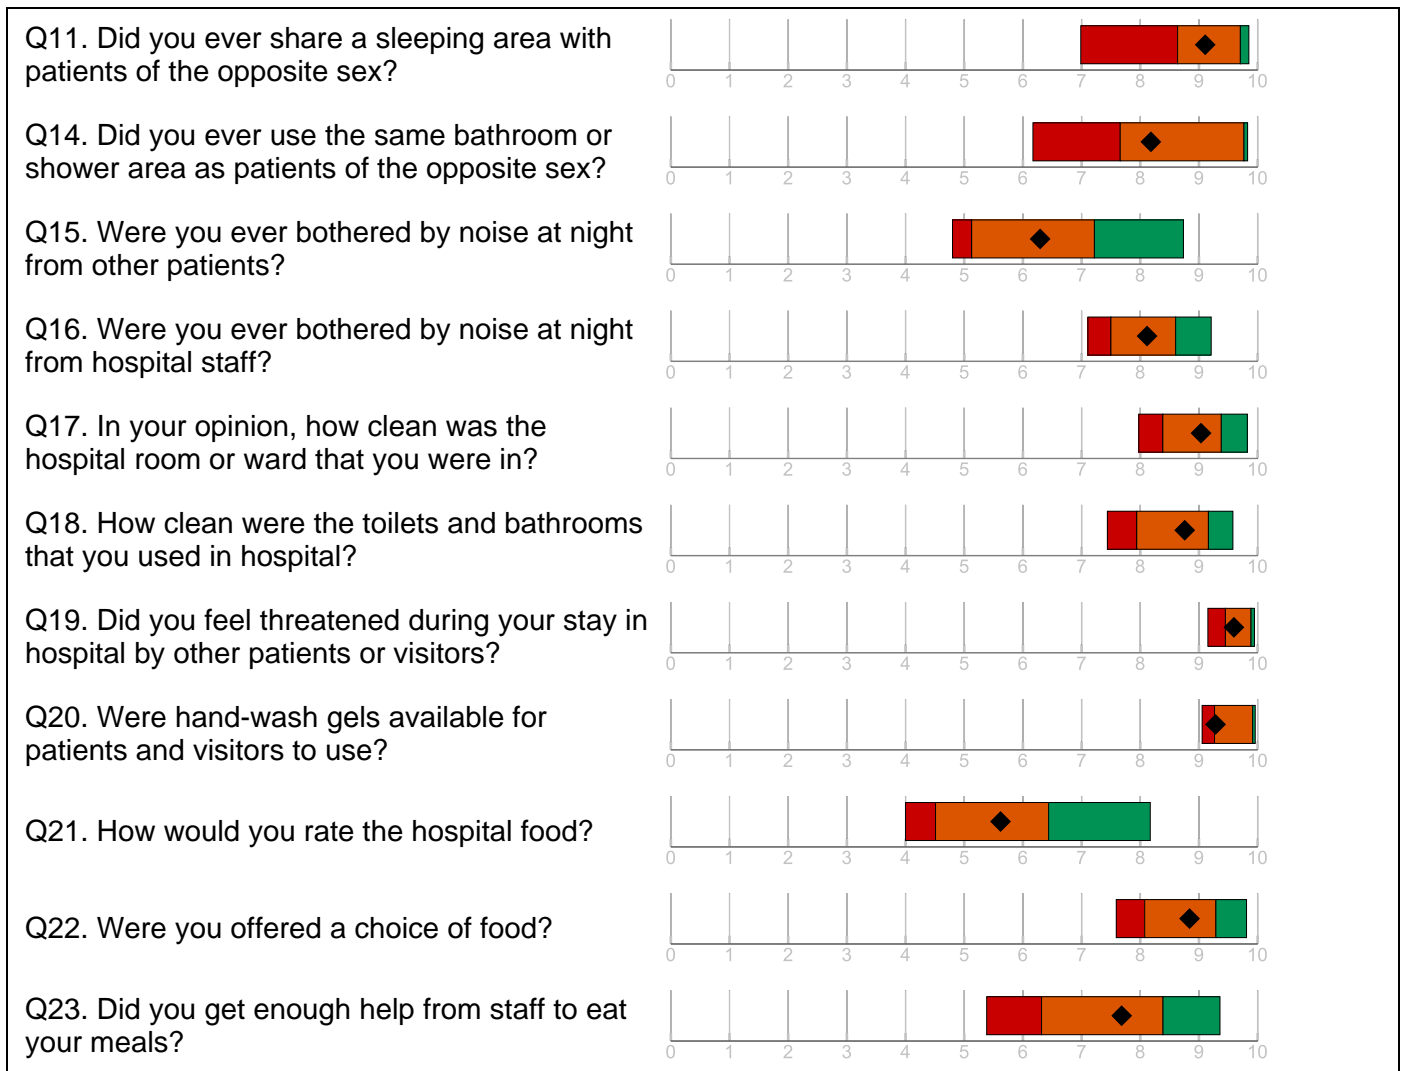 Q11. Did you ever share a sleeping area with
patients of the opposite sex?
0 1 2 3 4 5 6 7 8 9 10
Q14. Did you ever use the same bathroom or
shower area as patients of the opposite sex?
0 1 2 3 4 5 6 7 8 9 10
Q15. Were you ever bothered by noise at night
from other patients?
0 1 2 3 4 5 6 7 8 9 10
Q16. Were you ever bothered by noise at night
from hospital staff?
0 1 2 3 4 5 6 7 8 9 10
Q17. In your opinion, how clean was the
hospital room or ward that you were in?
0 1 2 3 4 5 6 7 8 9 10
Q18. How clean were the toilets and bathrooms
that you used in hospital?
0 1 2 3 4 5 6 7 8 9 10
Q19. Did you feel threatened during your stay in
hospital by other patients or visitors?
0 1 2 3 4 5 6 7 8 9 10
Q20. Were hand-wash gels available for
patients and visitors to use?
0 1 2 3 4 5 6 7 8 9 10
Q21. How would you rate the hospital food?
0 1 2 3 4 5 6 7 8 9 10
Q22. Were you offered a choice of food?
0 1 2 3 4 5 6 7 8 9 10
Q23. Did you get enough help from staff to eat
your meals?
0 1 2 3 4 5 6 7 8 9 10